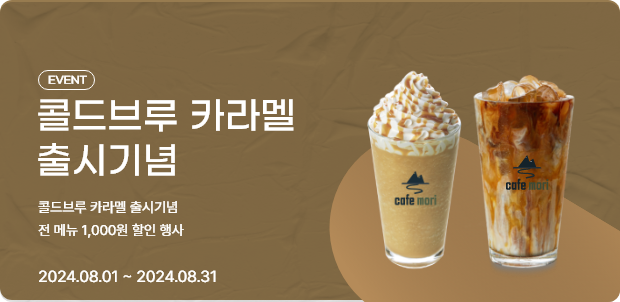 EVENT
콜드브루 카라멜
출시기념
콜드브루 카라멜 출시기념
전 메뉴 1,000원 할인 행사
2024.08.01 ~ 2024.08.31
cafe mori
cafe mori